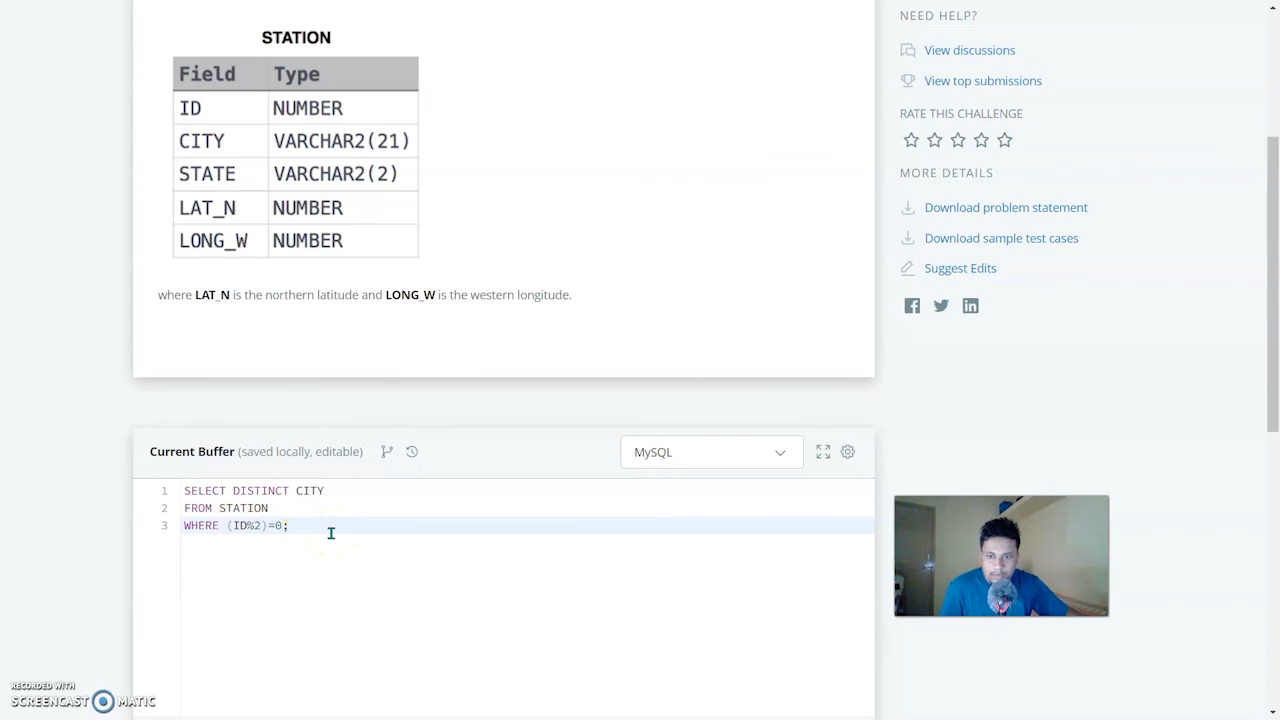 STATION
Field Type
ID NUMBER
CITY VARCHAR2(21)
STATE VARCHAR2(2)
LAT_N NUMBER
LONG_W NUMBER
where LAT_N is the northern latitude and LONG_W is the western longitude.
NEED HELP?
View discussions
View top submissions
RATE THIS CHALLENGE
MORE DETAILS
Download problem statement
Download sample test cases
Suggest Edits
Current Buffer (saved locally, editable)
MySQL
1 SELECT DISTINCT CITY
2 FROM STATION
3 WHERE (ID%2)=0;
RECORDED WITH
SCREENCAST MATIC